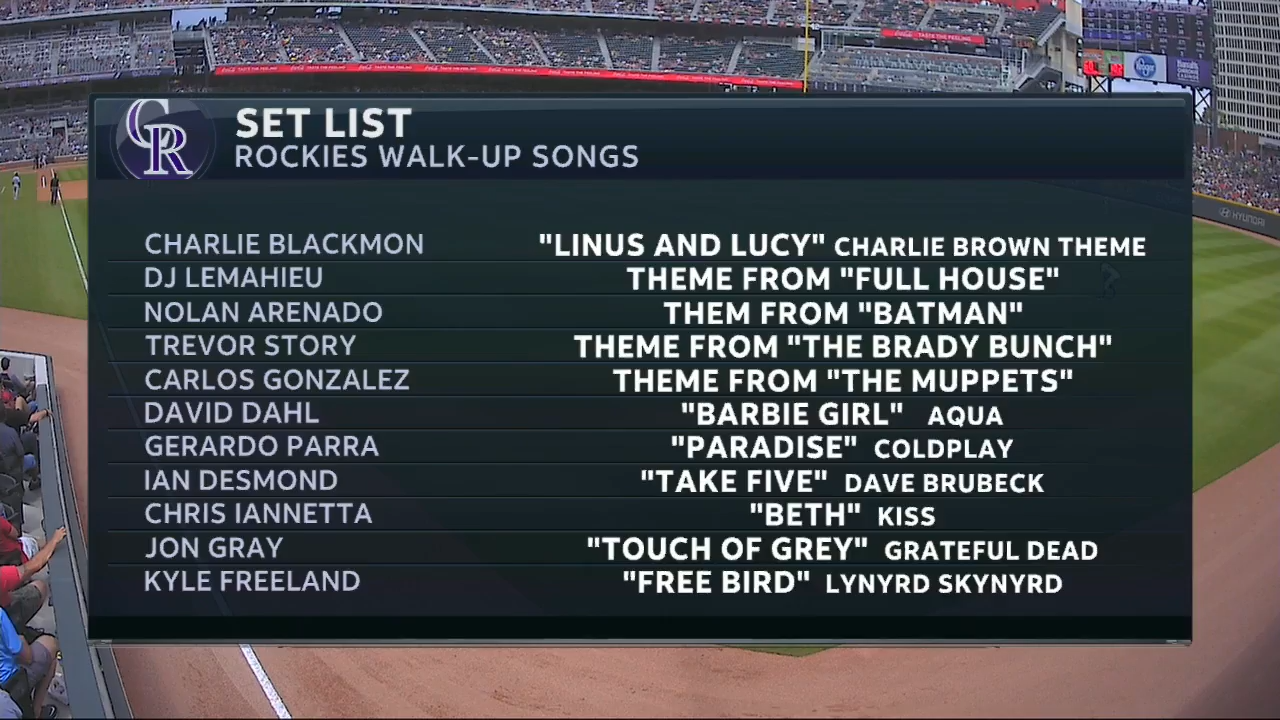 SET LIST
ROCKIES WALK-UP SONGS
CHARLIE BLACKMON "LINUS AND LUCY" CHARLIE BROWN THEME
DJ LEMAHIEU THEME FROM "FULL HOUSE"
NOLAN ARENADO THEM FROM "BATMAN"
TREVOR STORY THEME FROM "THE BRADY BUNCH"
CARLOS GONZALEZ THEME FROM "THE MUPPETS"
DAVID DAHL "BARBIE GIRL" AQUA
GERARDO PARRA "PARADISE" COLDPLAY
IAN DESMOND "TAKE FIVE" DAVE BRUBECK
CHRIS IANNETTA "BETH" KISS
JON GRAY "TOUCH OF GREY" GRATEFUL DEAD
KYLE FREELAND "FREE BIRD" LYNYRD SKYNYRD
CR
HYUNDAI